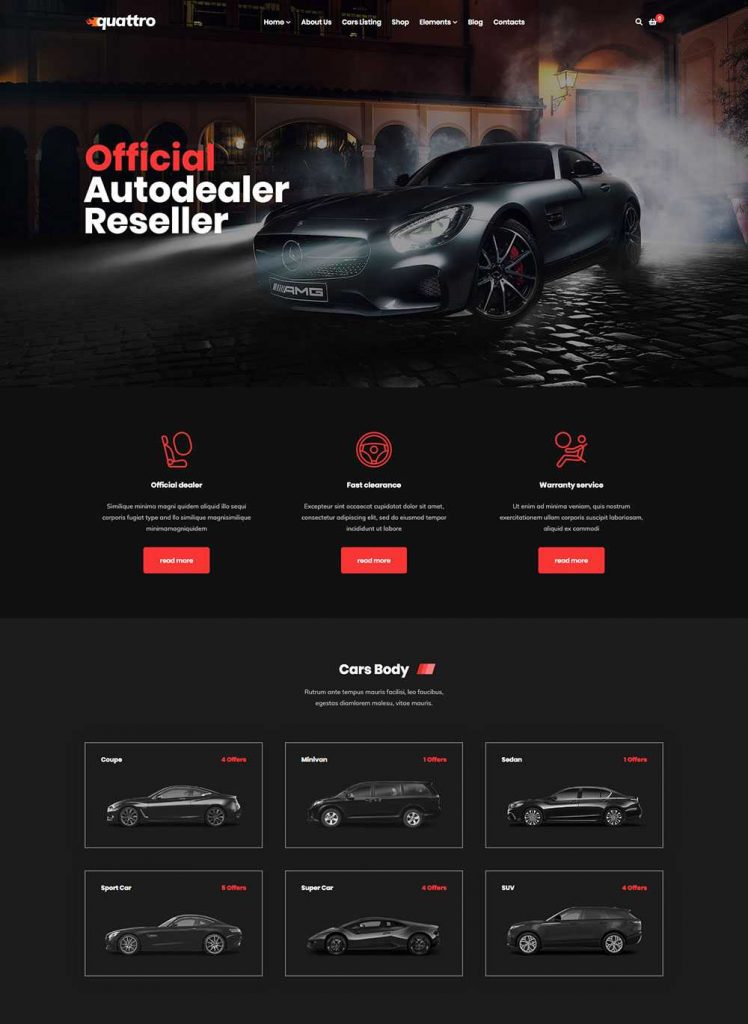 quattro
Home
About Us
Cars Listing
Shop
Elements
Blog
Contacts
0
Official
Autodealer
Reseller
AMG
Official dealer
Similique minima magni quidem aliquid illo sequi
corporis fugiat type and flo similique magnisimilique
minimamagniquidem
read more
Fast clearance
Excepteur sint occaecat cupidatat dolor sit amet,
consectetur adipiscing elit, sed do eiusmod tempor
incididunt ut labore
read more
Warranty service
Ut enim ad minima veniam, quis nostrum
exercitationem ullam corporis suscipit laboriosam,
aliquid ex commodi
read more
Cars Body
Rutrum ante tempus mauris facilisi, leo faucibus,
egestas diamlorem malesu, vitae mauris.
Coupe 4 Offers
Minivan 1 Offers
Sedan 1 Offers
Sport Car 5 Offers
Super Car 4 Offers
SUV 4 Offers